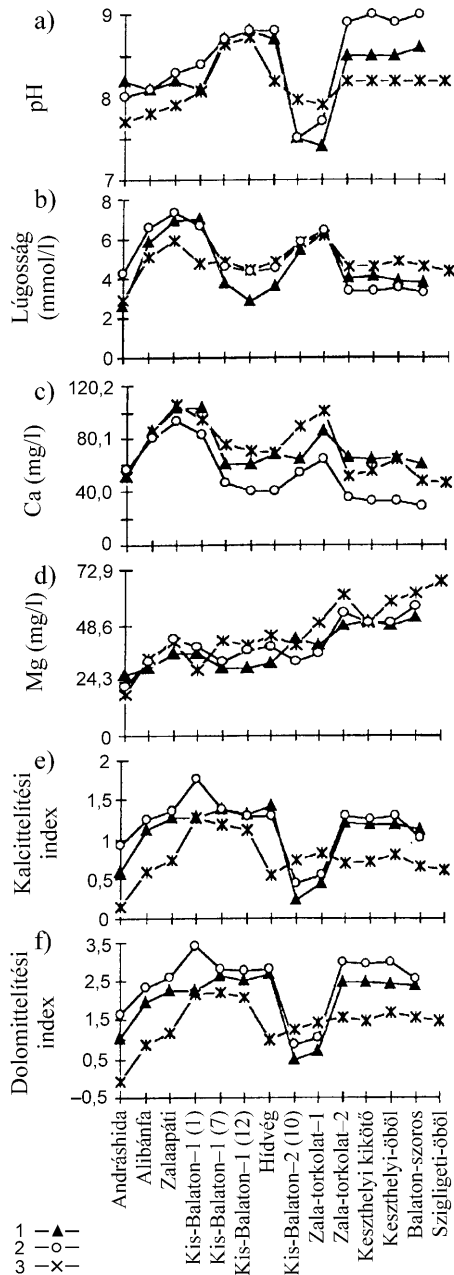 a)
pH
9
8
7
b)
Lúgosság
(mmol/l)
8
6
4
2
0
c)
Ca (mg/l)
120,2
80,1
40,0
0
d)
Mg (mg/l)
72,9
48,6
24,3
0
e)
Kalcittelítési
index
2
1,5
1
0,5
0
f)
Dolomittelítési
index
3,5
2,5
1,5
0,5
–0,5
Andráshida
Alibánfa
Zalaapáti
Kis-Balaton–1 (1)
Kis-Balaton–1 (7)
Kis-Balaton–1 (12)
Hídvég
Kis-Balaton–2 (10)
Zala-torkolat–1
Zala-torkolat–2
Keszthelyi kikötő
Keszthelyi-öböl
Balaton-szoros
Szigligeti-öböl
1
2
3